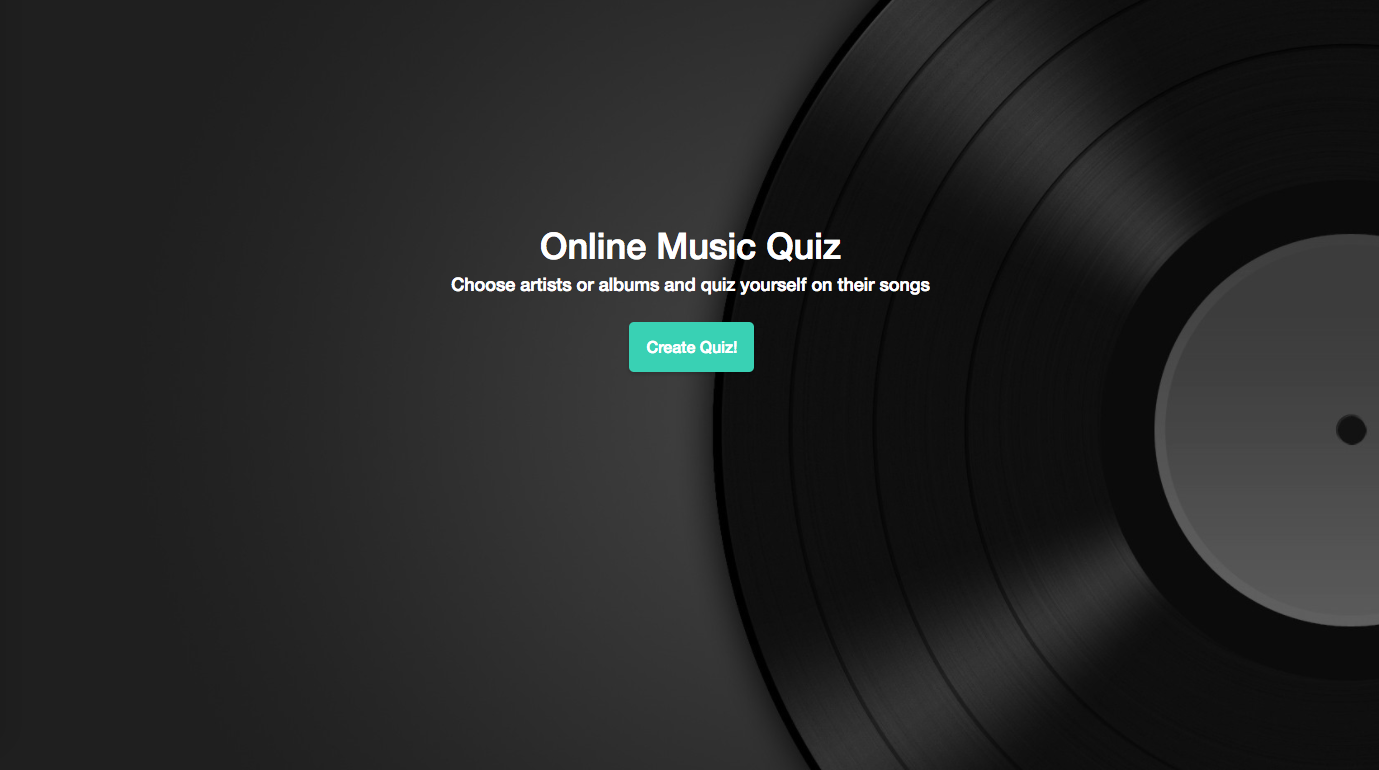 Online Music Quiz
Choose artists or albums and quiz yourself on their songs
Create Quiz!